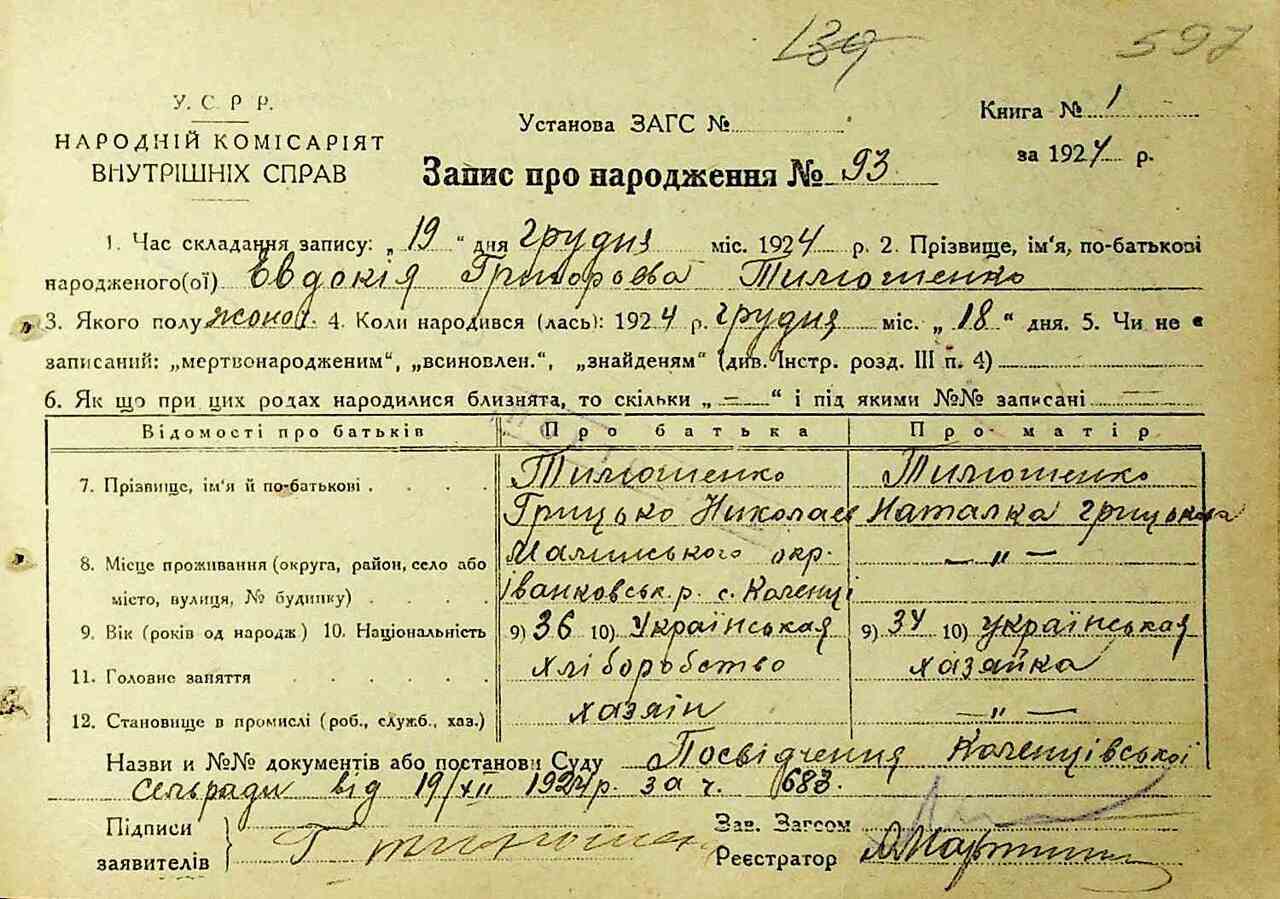 139 597
У. С. Р Р.
НАРОДНІЙ КОМІСАРІЯТ
ВНУТРІШНІХ СПРАВ
Установа ЗАГС №
Запис про народження № 93
Книга № 1
за 1924 р.
1. Час складання запису: „ 19 “ дня грудня міс. 1924 р. 2. Прізвище, ім'я, по-батькові
народженого(ої) Евдокія Григорьева Тимошенко
3. Якого полу жоноч. 4. Коли народився (лась): 1924 р. грудня міс. „ 18 “ дня. 5. Чи не є
записаний: „мертвонародженим“, „всиновлен.“, „знайденям“ (див. Інстр. розд. III п. 4)
6. Як що при цих родах народилися близнята, то скільки „ — “ і під якими №№ записані —
Відомості про батьків Про батька Про матір
7. Прізвище, ім'я й по-батькові Тимошенко Тимошенко
Грицько Николаев Наталка Грицькова
8. Місце проживання (округа, район, село або Малинського окр. — „ —
місто, вулиця, № будинку) Іванковськ. р. с. Коленці
9. Вік (років од народж) 10. Національність 9) 36 10) Українськая 9) 34 10) українськая
11. Головне заняття хліборобство хазяйка
12. Становище в промислі (роб., служб., хаз.) хазяін — „ —
Назви и №№ документів або постанови Суду Посвідчення Коленцівської
сельради від 19/XII 1924 р. за ч. 683.
Підписи
заявителів
Г Тимошен
Зав. Загсом
Реєстратор